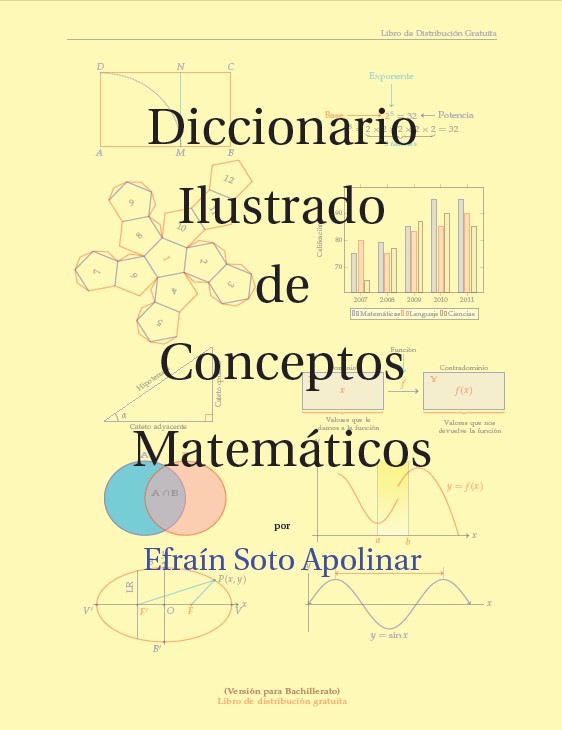 Libro de Distribución Gratuita
D N C
Exponente
Base
= 32
Potencia
2 × 2 × 2 × 2 × 2 = 32
A M B
Diccionario
Ilustrado
de
Conceptos
Matemáticos
12
9
8
10
7
6
1
2
3
4
5
90
80
70
2007 2008 2009 2010 2011
Matemáticas Lenguaje Ciencias
Función
Contradominio
x
f
Y
f(x)
Valores que le
damos a la función
Valores que nos
devuelve la función
α
Cateto adyacente
A
A ∩ B
y = f(x)
a b
x
por
Efraín Soto Apolinar
LR
P(x, y)
V' F' O F V x
B'
y
x
y = sin x
(Versión para Bachillerato)
Libro de distribución gratuita